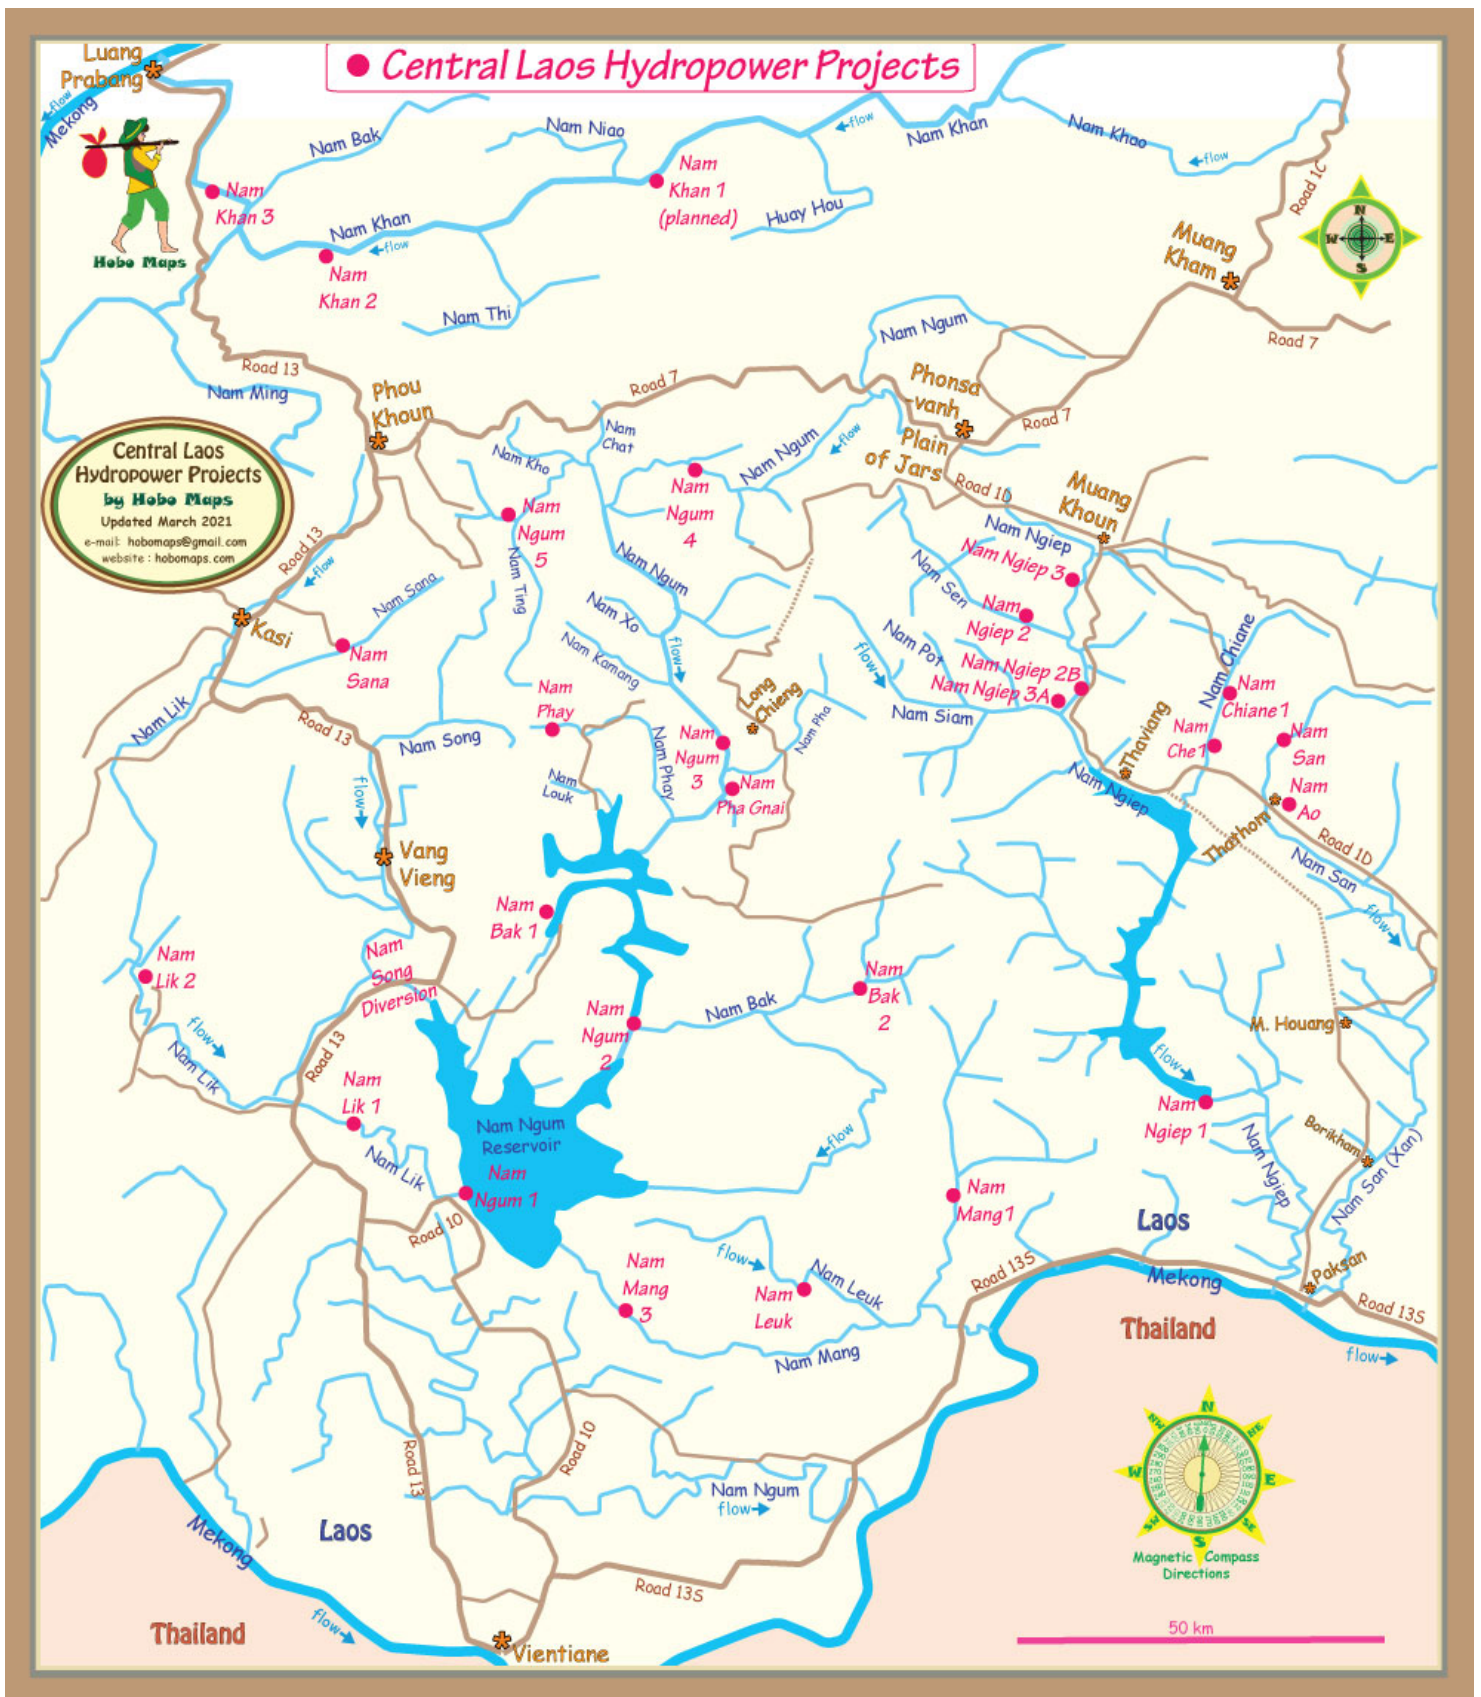 Central Laos Hydropower Projects
Luang
Prabang
flow
Mekong
Hobo Maps
Nam Bak
Nam Niao
flow
Nam Khan
Nam Khao
flow
Road 1C
Nam
Khan 3
Nam Khan
flow
Nam
Khan 2
Nam
Khan 1
(planned)
Huay Hou
Nam Thi
Muang
Kham
N
W
E
S
Road 7
Road 13
Nam Ming
Phou
Khoun
Road 7
Nam Ngum
Phonsa
-vanh
Road 7
Plain
of Jars
Central Laos
Hydropower Projects
by Hobo Maps
Updated March 2021
e-mail: hobomaps@gmail.com
website : hobomaps.com
Nam
Chat
Nam Kho
Nam Ngum
flow
Nam
Ngum
4
Road 1D
Muang
Khoun
Nam
Ngum
5
Nam Ting
Nam Ngum
Nam Ngiep
Nam Ngiep 3
Nam Sen
Nam
Ngiep 2
Road 13
flow
Nam Sana
Kasi
Nam
Sana
Nam Xo
Nam Kamang
flow
Nam Pot
flow
Nam Ngiep 2B
Nam Ngiep 3A
Nam Siam
Nam Chiane
Nam
Chiane 1
Nam
Che 1
Nam
San
Nam
Ao
Nam Lik
Road 13
Nam Song
Nam
Phay
Nam Phay
Nam
Louk
Nam
Ngum
3
Long
Chieng
Nam Pha
Nam
Pha Gnai
Thaviang
Nam Ngiep
Thathom
Road 1D
Nam San
flow
flow
Vang
Vieng
Nam
Bak 1
Nam
Lik 2
Nam
Song
Diversion
Nam
Ngum
2
Nam Bak
Nam
Bak
2
M. Houang
flow
Nam Lik
Road 13
Nam
Lik 1
Nam Ngum
Reservoir
Nam
Ngum 1
Nam Lik
flow
flow
Nam
Ngiep 1
Nam Ngiep
Borikham
Nam San (Xan)
Nam
Mang 1
Laos
Road 10
Nam
Mang
3
flow
Nam
Leuk
Nam Leuk
Road 13S
Mekong
Paksan
Road 13S
Thailand
flow
Nam Mang
Road 13
Road 10
Nam Ngum
flow
N
NE
E
SE
S
SW
W
NW
Magnetic Compass
Directions
Laos
Mekong
Thailand
flow
Road 13S
Vientiane
50 km